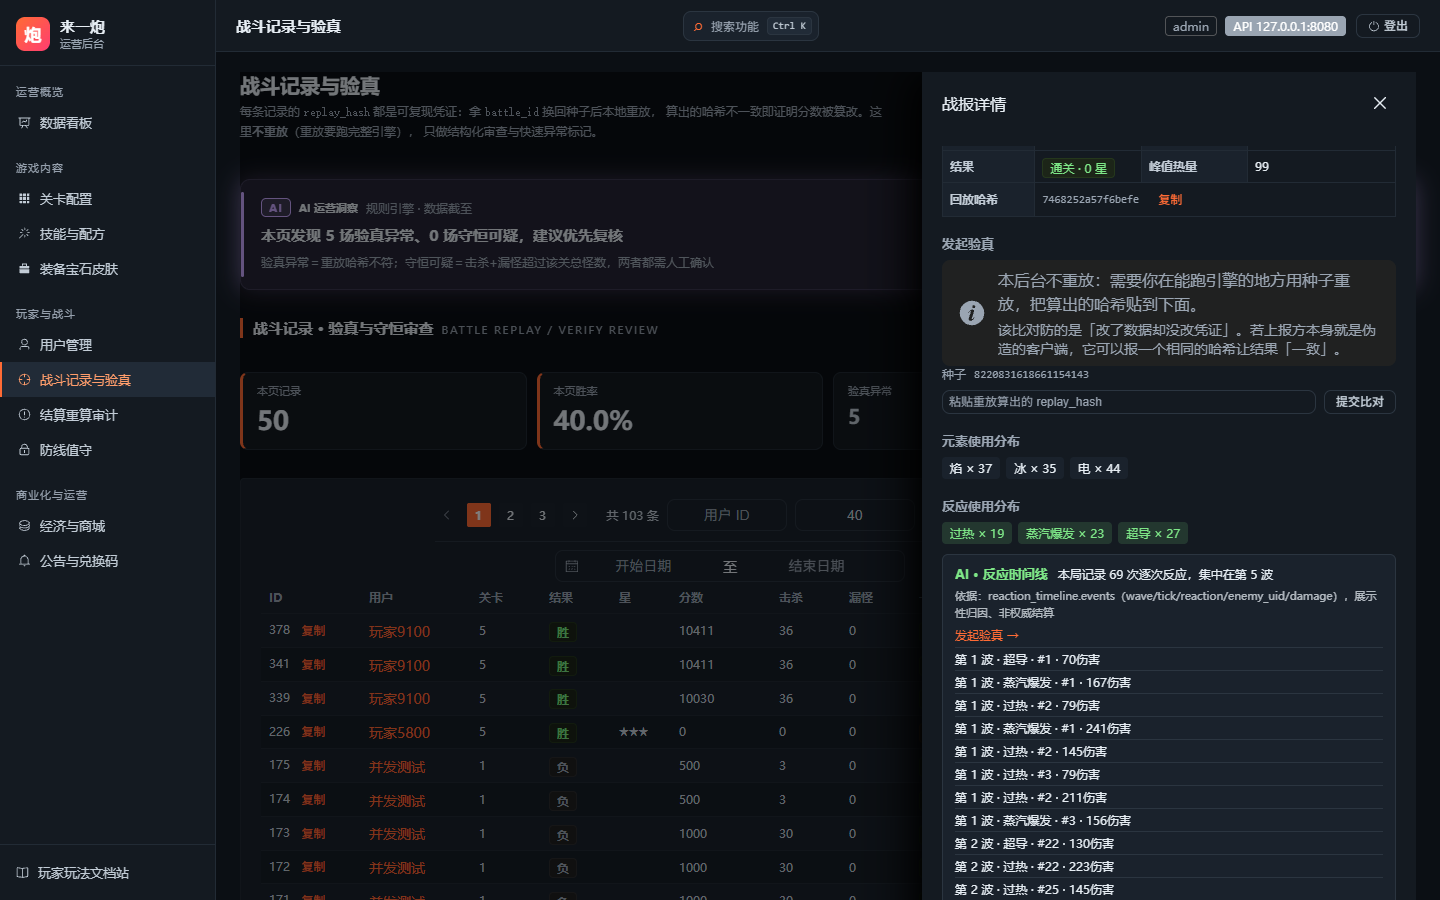 炮
来一炮
运营后台
运营概览
数据看板
游戏内容
关卡配置
技能与配方
装备宝石皮肤
玩家与战斗
用户管理
战斗记录与验真
结算重算审计
防线值守
商业化与运营
经济与商城
公告与兑换码
玩家玩法文档站
战斗记录与验真
搜索功能 Ctrl K
admin
API 127.0.0.1:8080
登出
战斗记录与验真
每条记录的 replay_hash 都是可复现凭证：拿 battle_id 换回种子后本地重放， 算出的哈希不一致即证明分数被篡改。这
里不重放（重放要跑完整引擎）， 只做结构化审查与快速异常标记。
AI AI 运营洞察 规则引擎 · 数据截至
本页发现 5 场验真异常、0 场守恒可疑，建议优先复核
验真异常＝重放哈希不符；守恒可疑＝击杀+漏怪超过该关总怪数，两者都需人工确认
战斗记录 • 验真与守恒审查 BATTLE REPLAY / VERIFY REVIEW
本页记录
50
本页胜率
40.0%
验真异常
5
1 2 3 共 103 条 用户 ID 40
开始日期 至 结束日期
ID 用户 关卡 结果 星 分数 击杀 漏怪
378 复制 玩家9100 5 胜 10411 36 0
341 复制 玩家9100 5 胜 10411 36 0
339 复制 玩家9100 5 胜 10030 36 0
226 复制 玩家5800 5 胜 ★★★ 0 0 0
175 复制 并发测试 1 负 500 3 0
174 复制 并发测试 1 负 500 3 0
173 复制 并发测试 1 负 1000 30 0
172 复制 并发测试 1 负 1000 30 0
171 复制 并发测试 1 负 1000 30 0
战报详情
结果 通关 · 0 星 峰值热量 99
回放哈希 7468252a57f6befe 复制
发起验真
本后台不重放：需要你在能跑引擎的地方用种子重
放，把算出的哈希贴到下面。
该比对防的是「改了数据却没改凭证」。若上报方本身就是伪
造的客户端，它可以报一个相同的哈希让结果「一致」。
种子 8220831618661154143
粘贴重放算出的 replay_hash 提交比对
元素使用分布
焰 × 37 冰 × 35 电 × 44
反应使用分布
过热 × 19 蒸汽爆发 × 23 超导 × 27
AI • 反应时间线 本局记录 69 次逐次反应，集中在第 5 波
依据：reaction_timeline.events（wave/tick/reaction/enemy_uid/damage），展示
性归因、非权威结算
发起验真 →
第 1 波 · 超导 · #1 · 70伤害
第 1 波 · 蒸汽爆发 · #1 · 167伤害
第 1 波 · 过热 · #2 · 79伤害
第 1 波 · 蒸汽爆发 · #1 · 241伤害
第 1 波 · 过热 · #2 · 145伤害
第 1 波 · 过热 · #3 · 79伤害
第 1 波 · 过热 · #2 · 211伤害
第 1 波 · 蒸汽爆发 · #3 · 156伤害
第 2 波 · 超导 · #22 · 130伤害
第 2 波 · 过热 · #22 · 223伤害
第 2 波 · 过热 · #25 · 145伤害